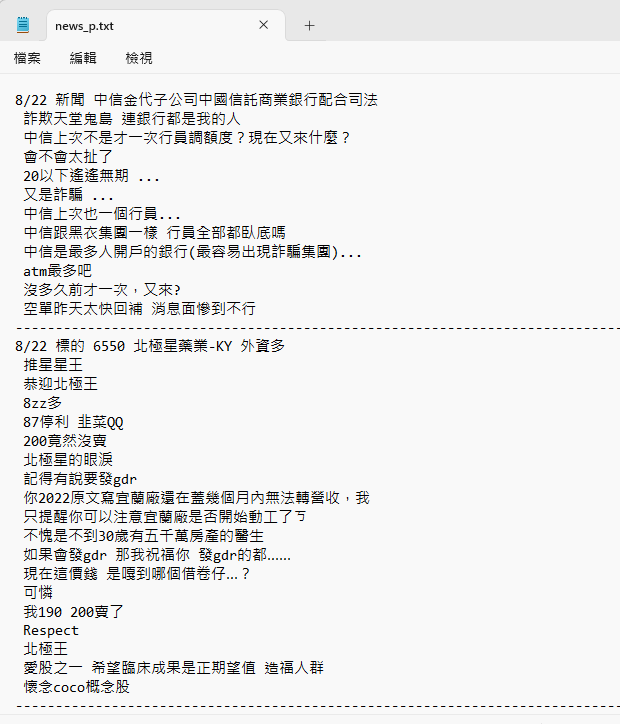 news_p.txt
檔案 編輯 檢視
8/22 新聞 中信金代子公司中國信託商業銀行配合司法
詐欺天堂鬼島 連銀行都是我的人
中信上次不是才一次行員調額度？現在又來什麼？
會不會太扯了
20以下遙遙無期 ...
又是詐騙 ...
中信上次也一個行員...
中信跟黑衣集團一樣 行員全部都臥底嗎
中信是最多人開戶的銀行(最容易出現詐騙集團)...
atm最多吧
沒多久前才一次，又來?
空單昨天太快回補 消息面慘到不行
--------------------------------------------------------------------------------
8/22 標的 6550 北極星藥業-KY 外資多
推星星王
恭迎北極王
8zz多
87停利 韭菜QQ
200竟然沒賣
北極星的眼淚
記得有說要發gdr
你2022原文寫宜蘭廠還在蓋幾個月內無法轉營收，我
只提醒你可以注意宜蘭廠是否開始動工了ㄎ
不愧是不到30歲有五千萬房產的醫生
如果會發gdr 那我祝福你 發gdr的都……
現在這價錢 是嘎到哪個借卷仔…？
可憐
我190 200賣了
Respect
北極王
愛股之一 希望臨床成果是正期望值 造福人群
懷念coco概念股
--------------------------------------------------------------------------------